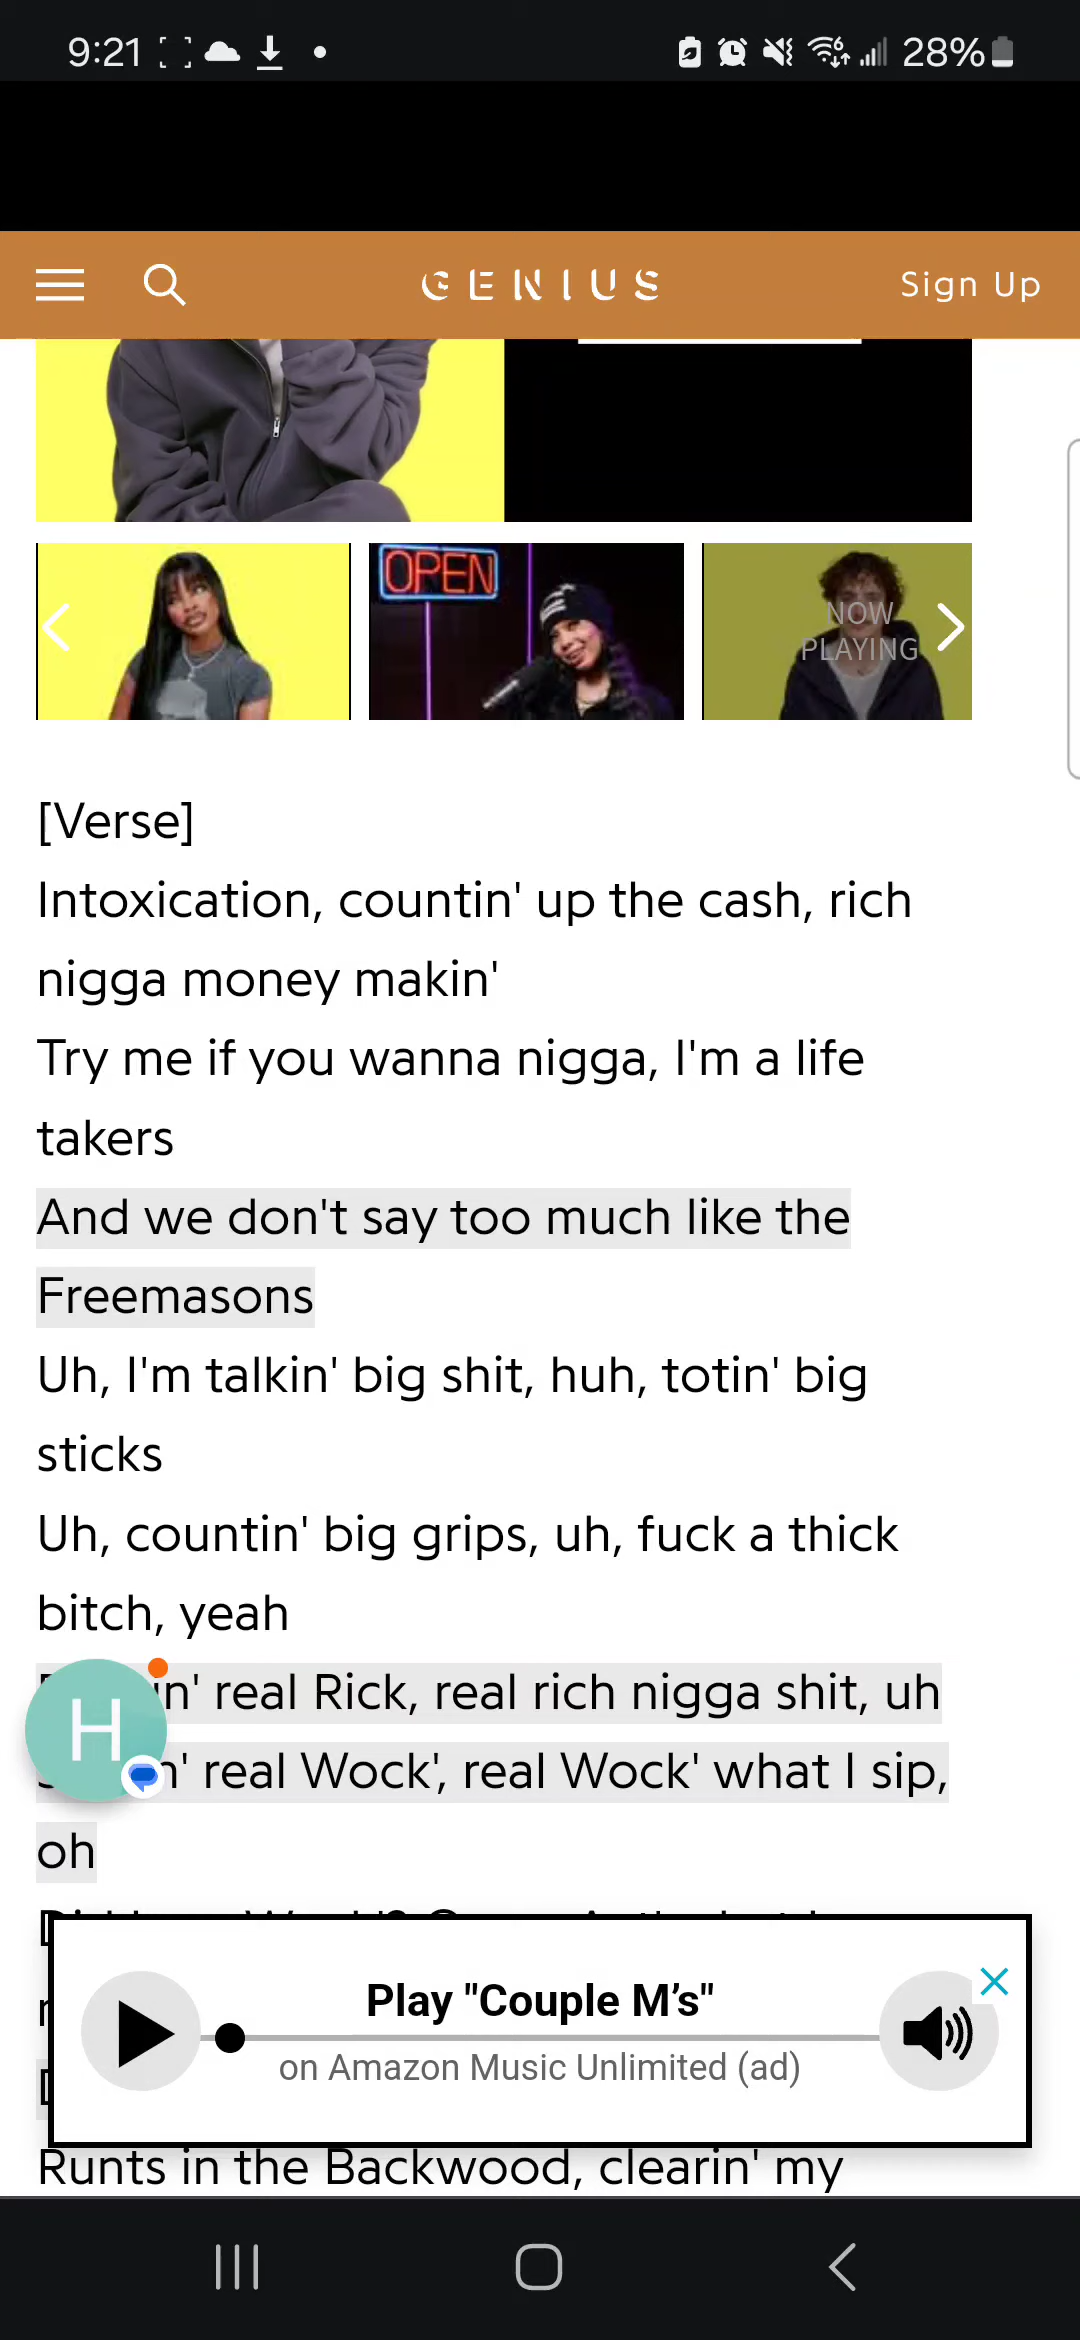 9:21
28%
GENIUS
Sign Up
OPEN
NOW
PLAYING
[Verse]
Intoxication, countin' up the cash, rich
nigga money makin'
Try me if you wanna nigga, I'm a life
takers
And we don't say too much like the
Freemasons
Uh, I'm talkin' big shit, huh, totin' big
sticks
Uh, countin' big grips, uh, fuck a thick
bitch, yeah
in' real Rick, real rich nigga shit, uh
H
n' real Wock', real Wock' what I sip,
oh
Play "Couple M's"
on Amazon Music Unlimited (ad)
Runts in the Backwood, clearin' my